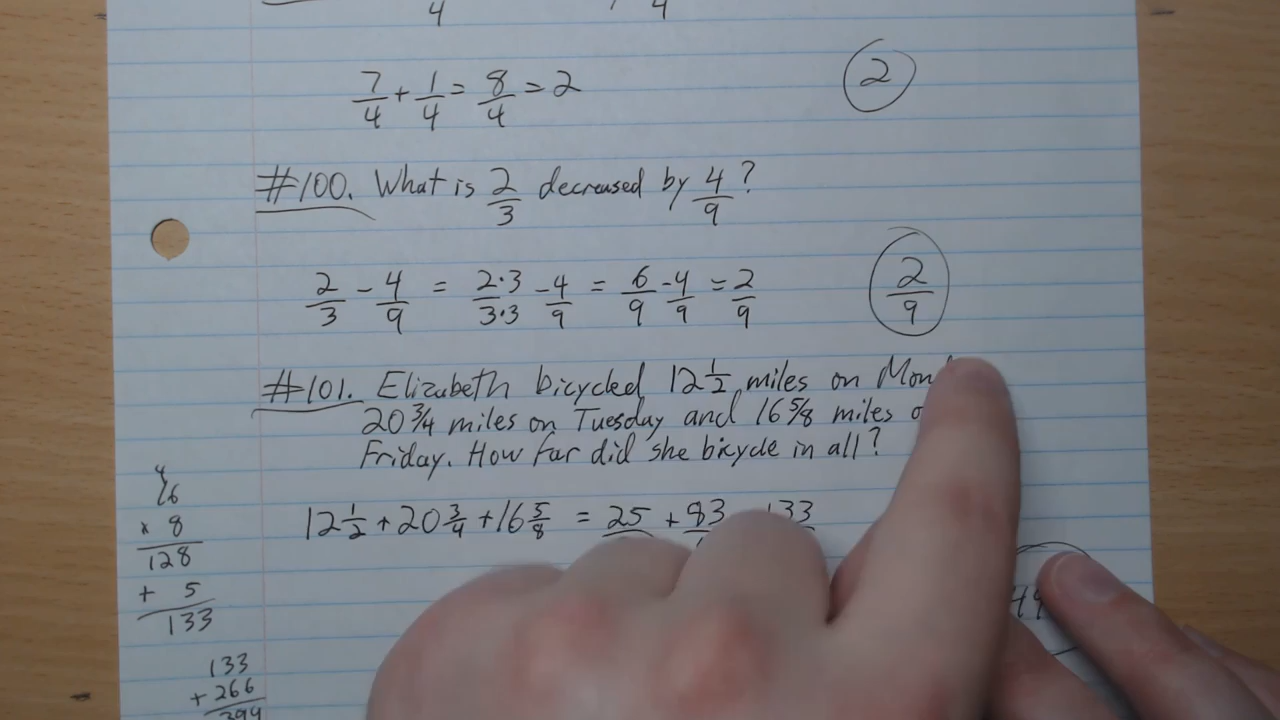 4 4
7/4 + 1/4 = 8/4 = 2
2
#100. What is 2/3 decreased by 4/9?
2/3 - 4/9 = 2·3/3·3 - 4/9 = 6/9 - 4/9 = 2/9
2/9
#101. Elizabeth bicycled 12 1/2 miles on Mon
20 3/4 miles on Tuesday and 16 5/8 miles
Friday. How far did she bicycle in all?
12 1/2 + 20 3/4 + 16 5/8 = 25 + 83 133
16
× 8
128
+ 5
133
133
+ 266
394
49